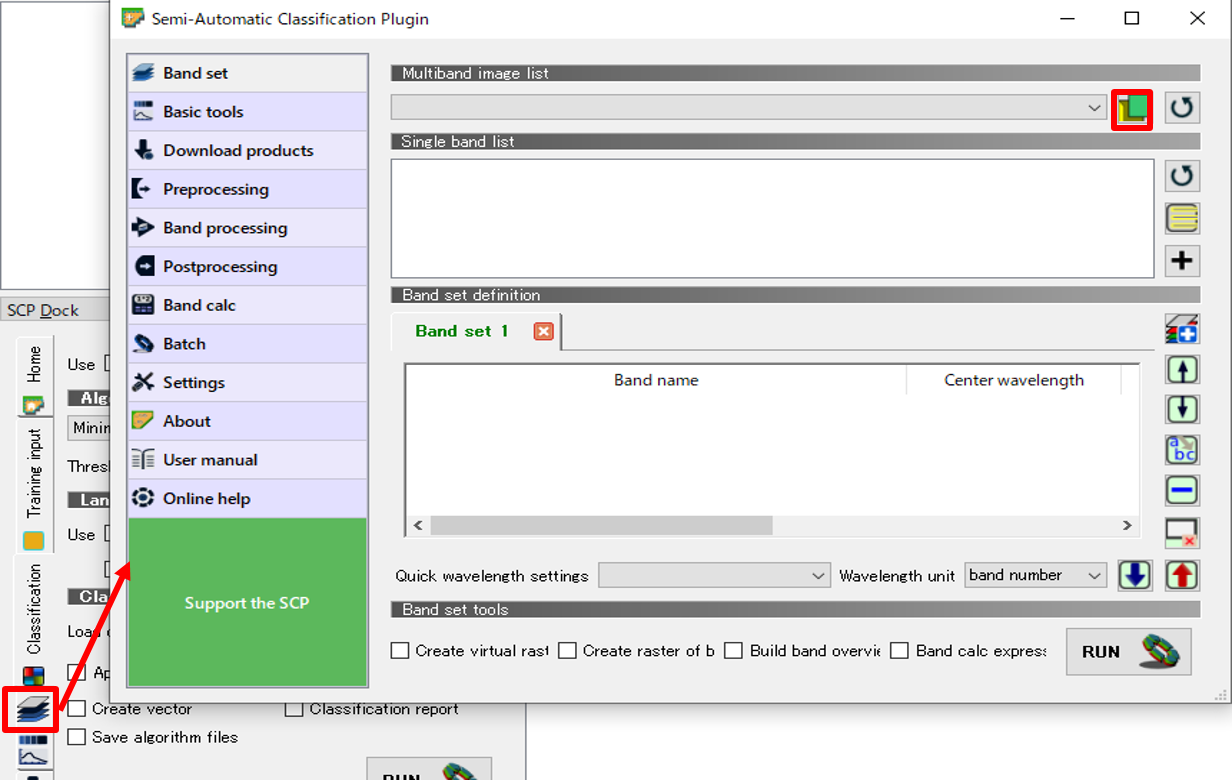 Semi-Automatic Classification Plugin
Band set
Basic tools
Download products
Preprocessing
Band processing
Postprocessing
Band calc
Batch
Settings
About
User manual
Online help
Support the SCP
Multiband image list
Single band list
Band set definition
Band set 1
Band name
Center wavelength
abc
Quick wavelength settings
Wavelength unit
band number
Band set tools
Create virtual rast
Create raster of b
Build band overvie
Band calc express
RUN
SCP Dock
Home
Training input
Classification
Use
Alg
Minim
Thresh
Lan
Use
Cla
Load
Ap
Create vector
Classification report
Save algorithm files
RUN